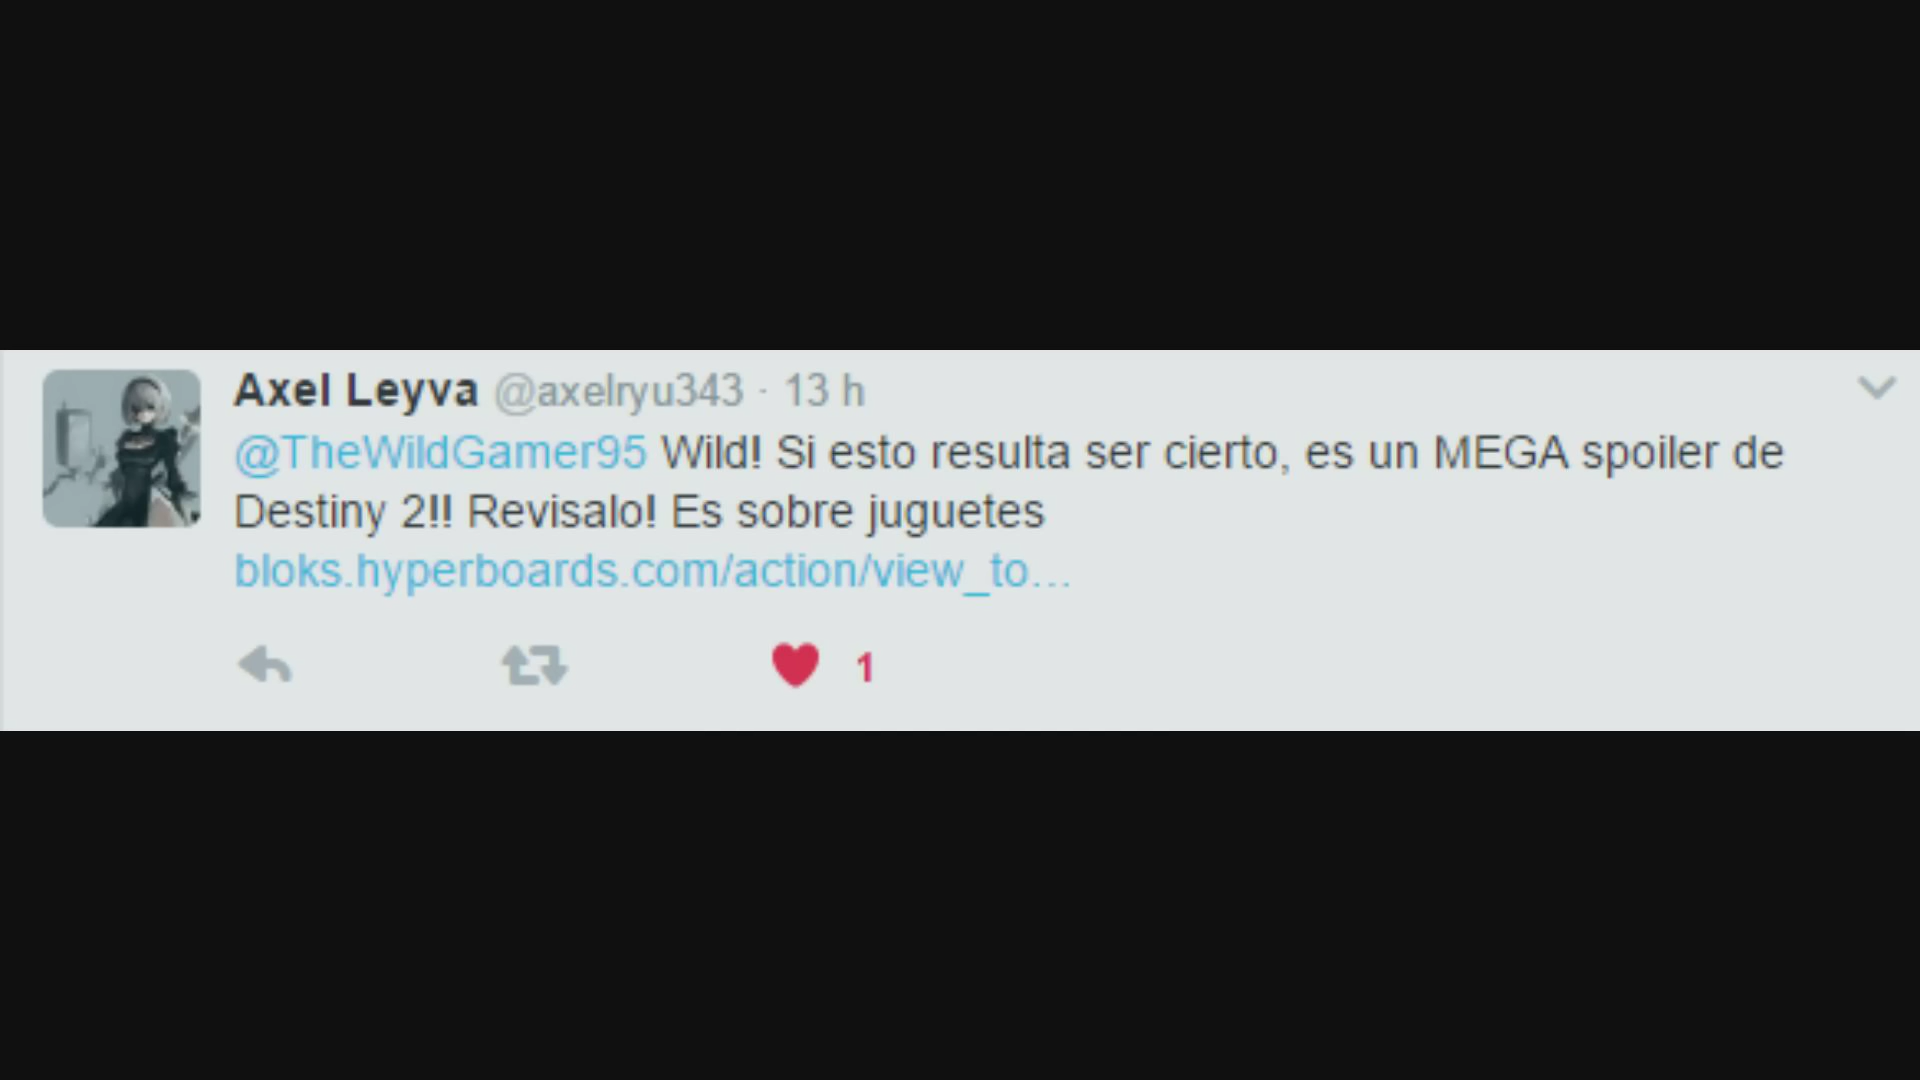 Axel Leyva @axelryu343 · 13 h
@TheWildGamer95 Wild! Si esto resulta ser cierto, es un MEGA spoiler de
Destiny 2!! Revisalo! Es sobre juguetes
bloks.hyperboards.com/action/view_to...
1